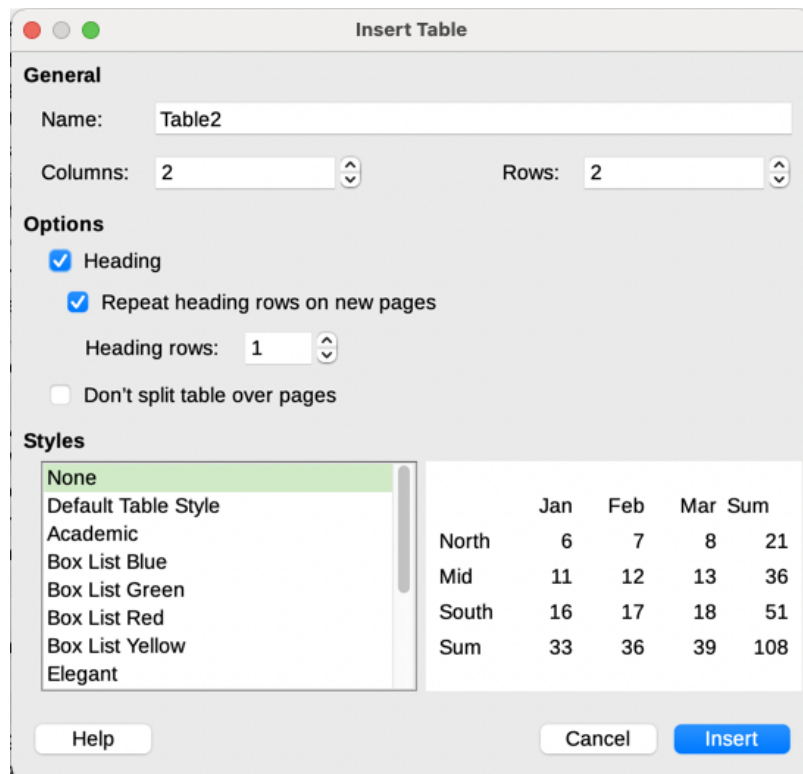 Insert Table
General
Name: Table2
Columns: 2 Rows: 2
Options
Heading
Repeat heading rows on new pages
Heading rows: 1
Don't split table over pages
Styles
None
Default Table Style
Academic
Box List Blue
Box List Green
Box List Red
Box List Yellow
Elegant
Jan Feb Mar Sum
North 6 7 8 21
Mid 11 12 13 36
South 16 17 18 51
Sum 33 36 39 108
Help Cancel Insert